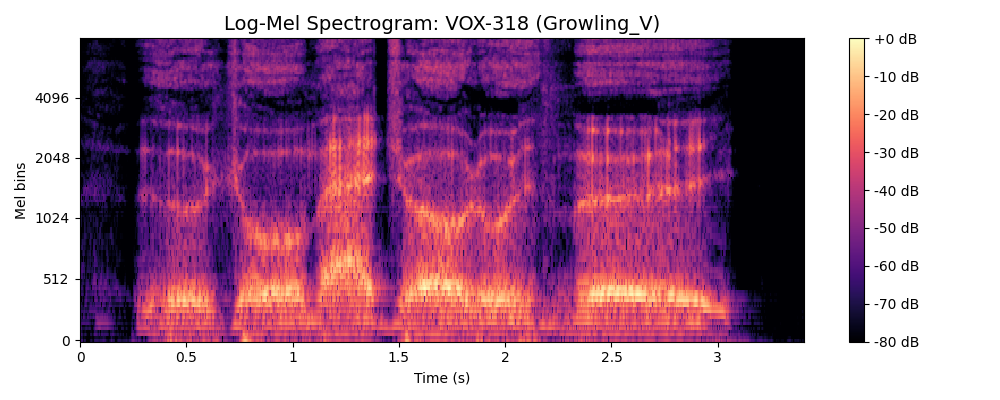 Log-Mel Spectrogram: VOX-318 (Growling_V)
+0 dB
-10 dB
-20 dB
-30 dB
-40 dB
-50 dB
-60 dB
-70 dB
-80 dB
Mel bins
4096
2048
1024
512
0
0
0.5
1
1.5
2
2.5
3
Time (s)